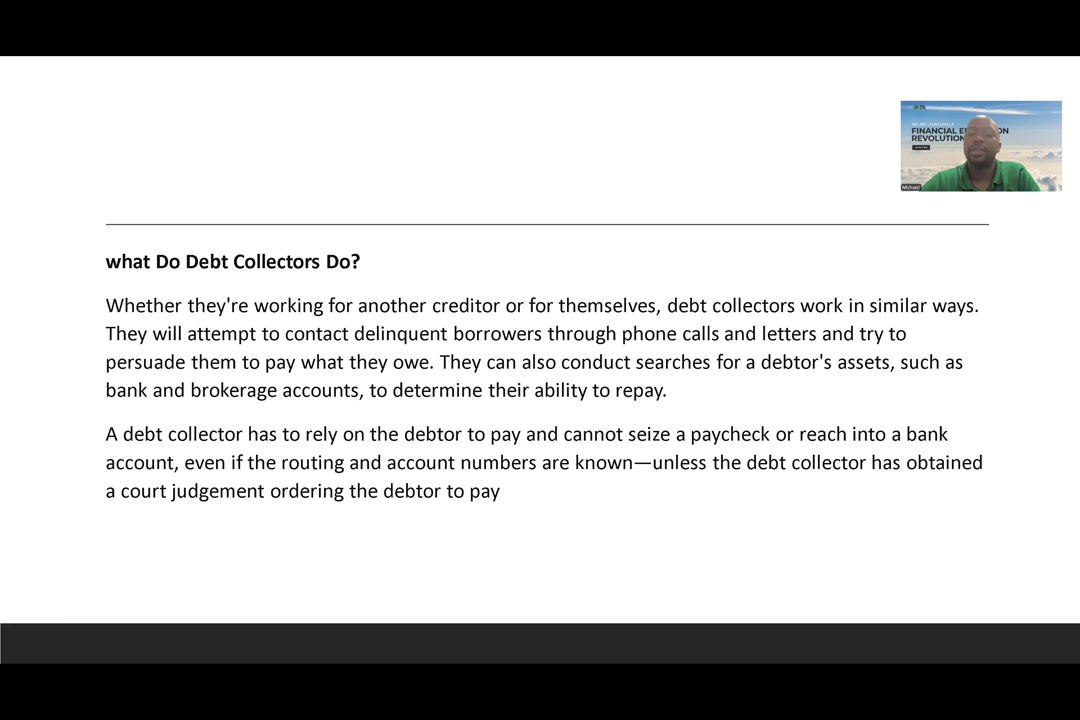 WE ARE LAUNCHING A
FINANCIAL
REVOLUTION
Michael
what Do Debt Collectors Do?
Whether they're working for another creditor or for themselves, debt collectors work in similar ways.
They will attempt to contact delinquent borrowers through phone calls and letters and try to
persuade them to pay what they owe. They can also conduct searches for a debtor's assets, such as
bank and brokerage accounts, to determine their ability to repay.
A debt collector has to rely on the debtor to pay and cannot seize a paycheck or reach into a bank
account, even if the routing and account numbers are known—unless the debt collector has obtained
a court judgement ordering the debtor to pay